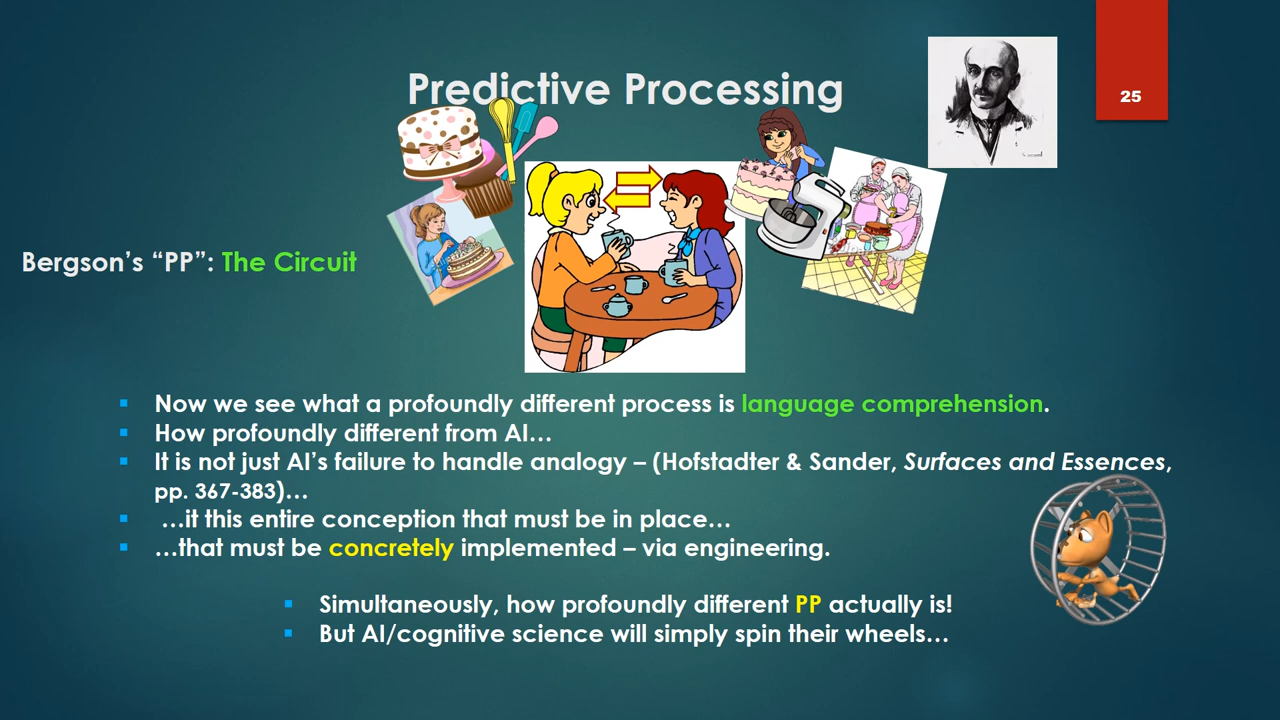 Predictive Processing
25
Bergson's “PP”: The Circuit
Now we see what a profoundly different process is language comprehension.
How profoundly different from AI…
It is not just AI's failure to handle analogy – (Hofstadter & Sander, Surfaces and Essences,
pp. 367-383)…
…it this entire conception that must be in place…
…that must be concretely implemented – via engineering.
Simultaneously, how profoundly different PP actually is!
But AI/cognitive science will simply spin their wheels…